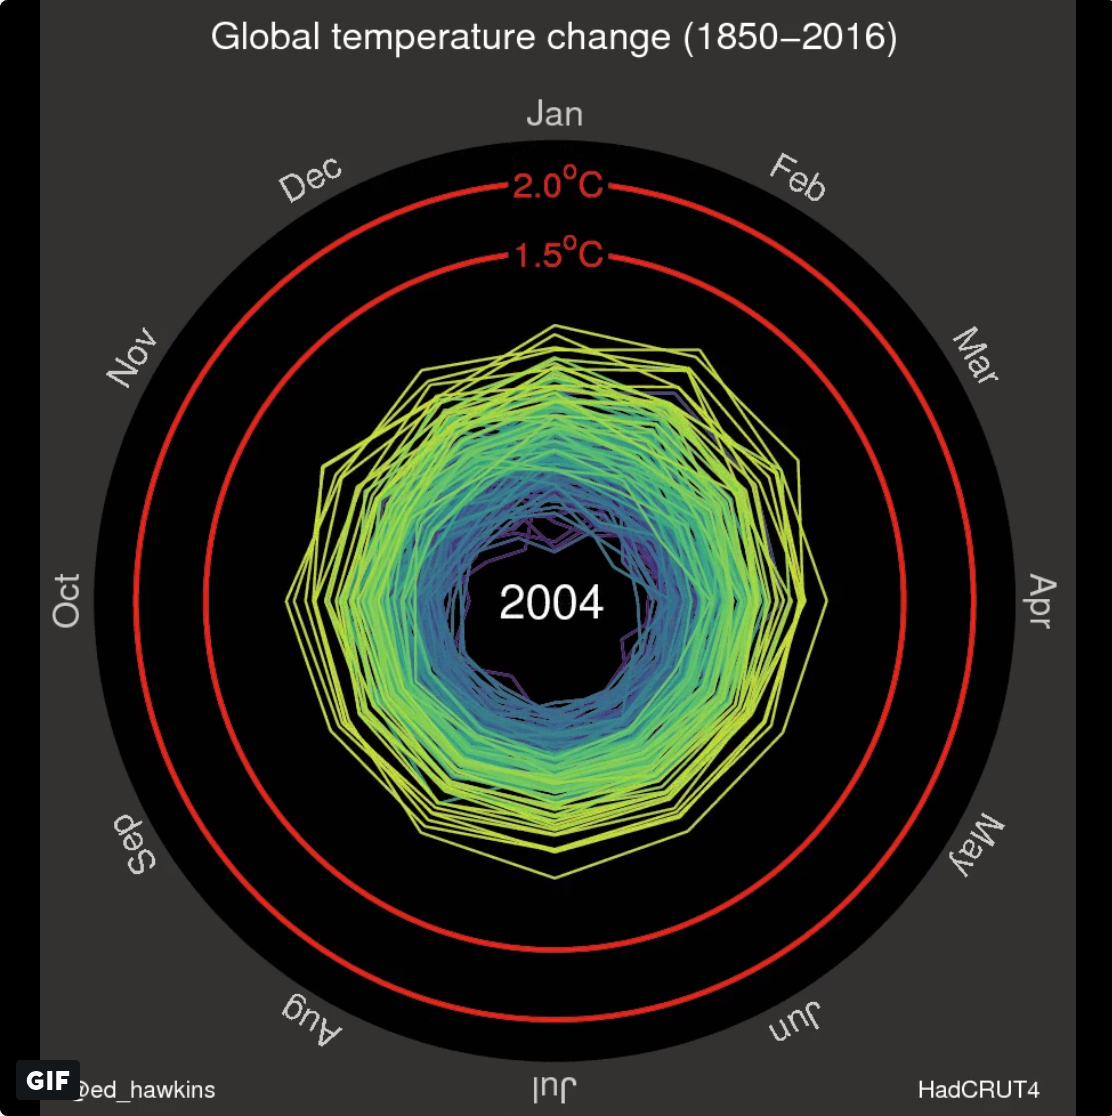 Global temperature change (1850–2016)
Jan
Dec
Feb
2.0°C
1.5°C
Nov
Mar
Oct
2004
Apr
Sep
May
Aug
Jun
Jul
GIF
@ed_hawkins
HadCRUT4